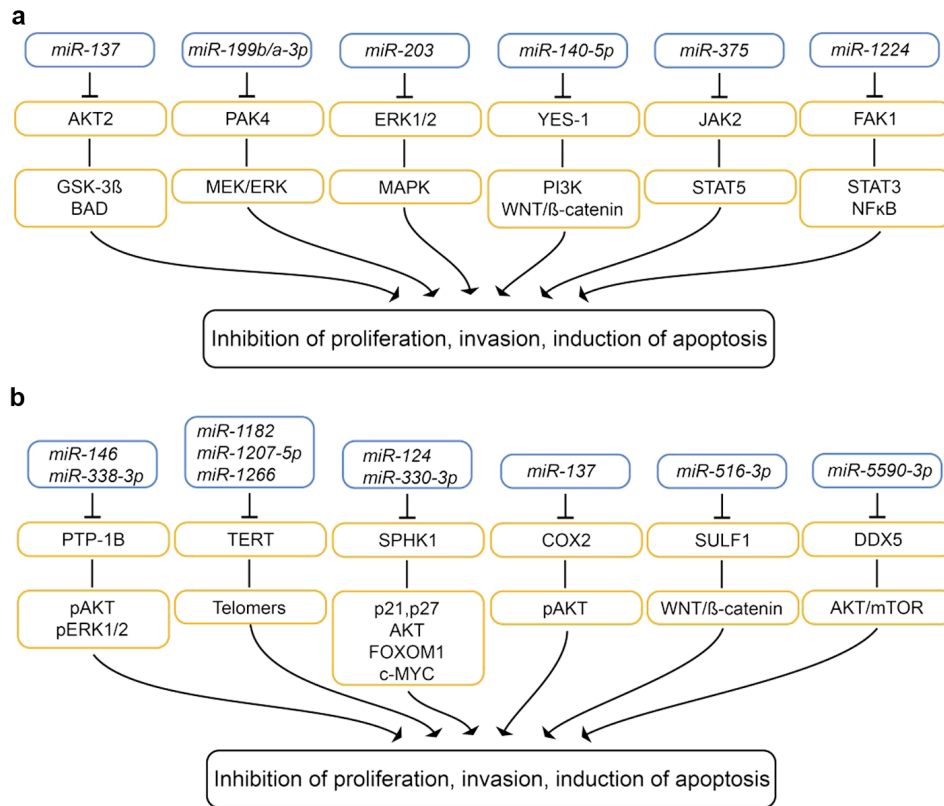 a
miR-137
miR-199b/a-3p
miR-203
miR-140-5p
miR-375
miR-1224
AKT2
PAK4
ERK1/2
YES-1
JAK2
FAK1
GSK-3ß
BAD
MEK/ERK
MAPK
PI3K
WNT/ß-catenin
STAT5
STAT3
NFκB
Inhibition of proliferation, invasion, induction of apoptosis
b
miR-146
miR-338-3p
miR-1182
miR-1207-5p
miR-1266
miR-124
miR-330-3p
miR-137
miR-516-3p
miR-5590-3p
PTP-1B
TERT
SPHK1
COX2
SULF1
DDX5
pAKT
pERK1/2
Telomers
p21,p27
AKT
FOXOM1
c-MYC
pAKT
WNT/ß-catenin
AKT/mTOR
Inhibition of proliferation, invasion, induction of apoptosis